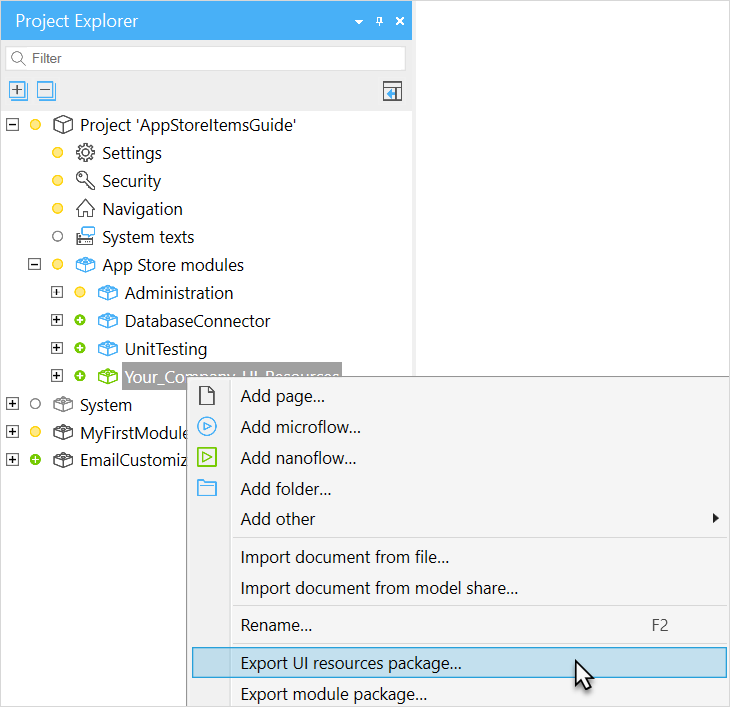 Project Explorer
Filter
Project 'AppStoreItemsGuide'
Settings
Security
Navigation
System texts
App Store modules
Administration
DatabaseConnector
UnitTesting
Your_Company_UI_Resources
System
MyFirstModule
EmailCustomiz
Add page...
Add microflow...
Add nanoflow...
Add folder...
Add other
Import document from file...
Import document from model share...
Rename... F2
Export UI resources package...
Export module package...